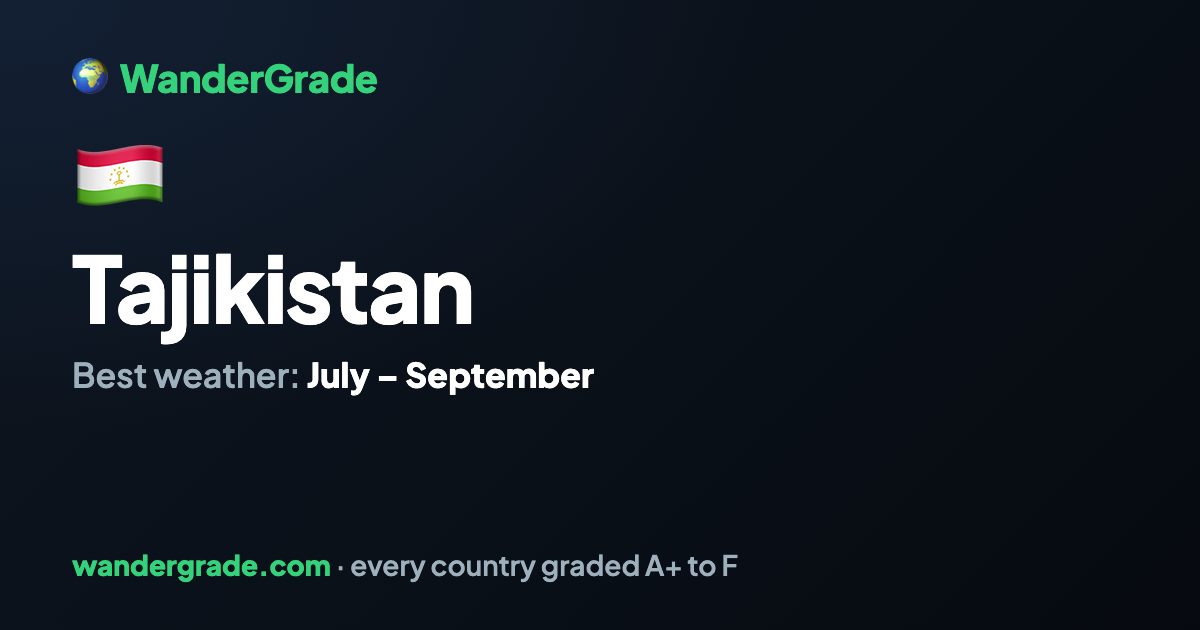 WanderGrade
Tajikistan
Best weather: July – September
wandergrade.com · every country graded A+ to F